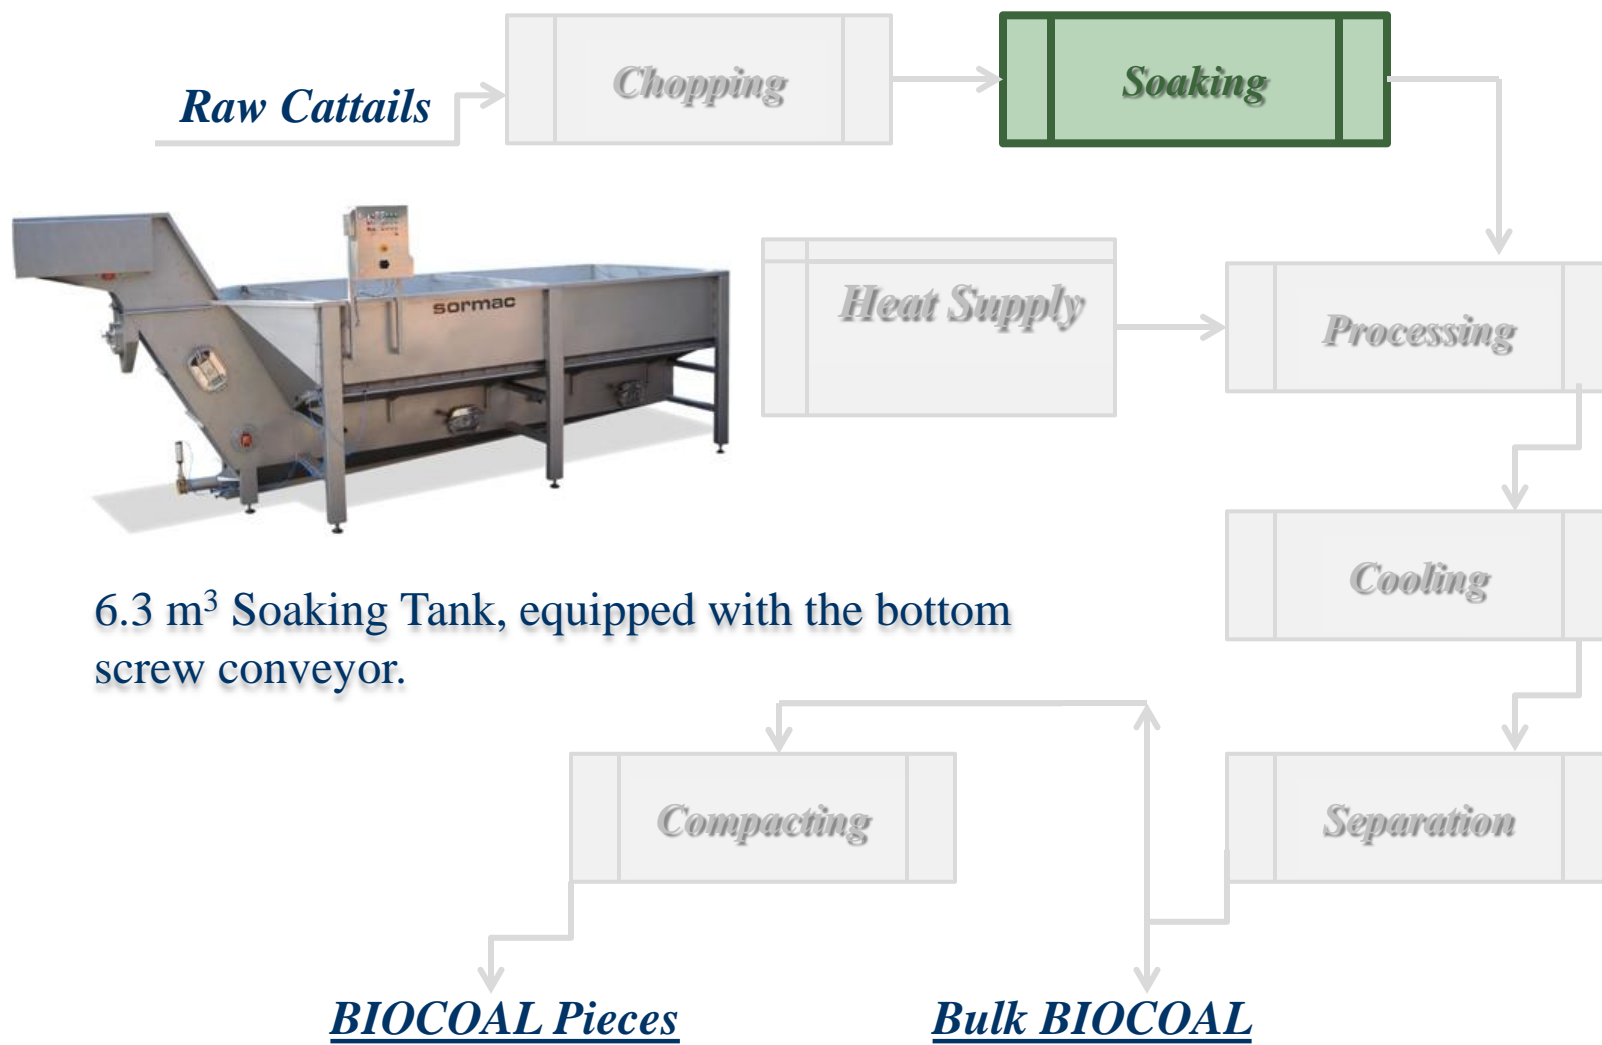 Raw Cattails
Chopping
Soaking
sormac
Heat Supply
Processing
Cooling
6.3 m³ Soaking Tank, equipped with the bottom
screw conveyor.
Compacting
Separation
BIOCOAL Pieces
Bulk BIOCOAL